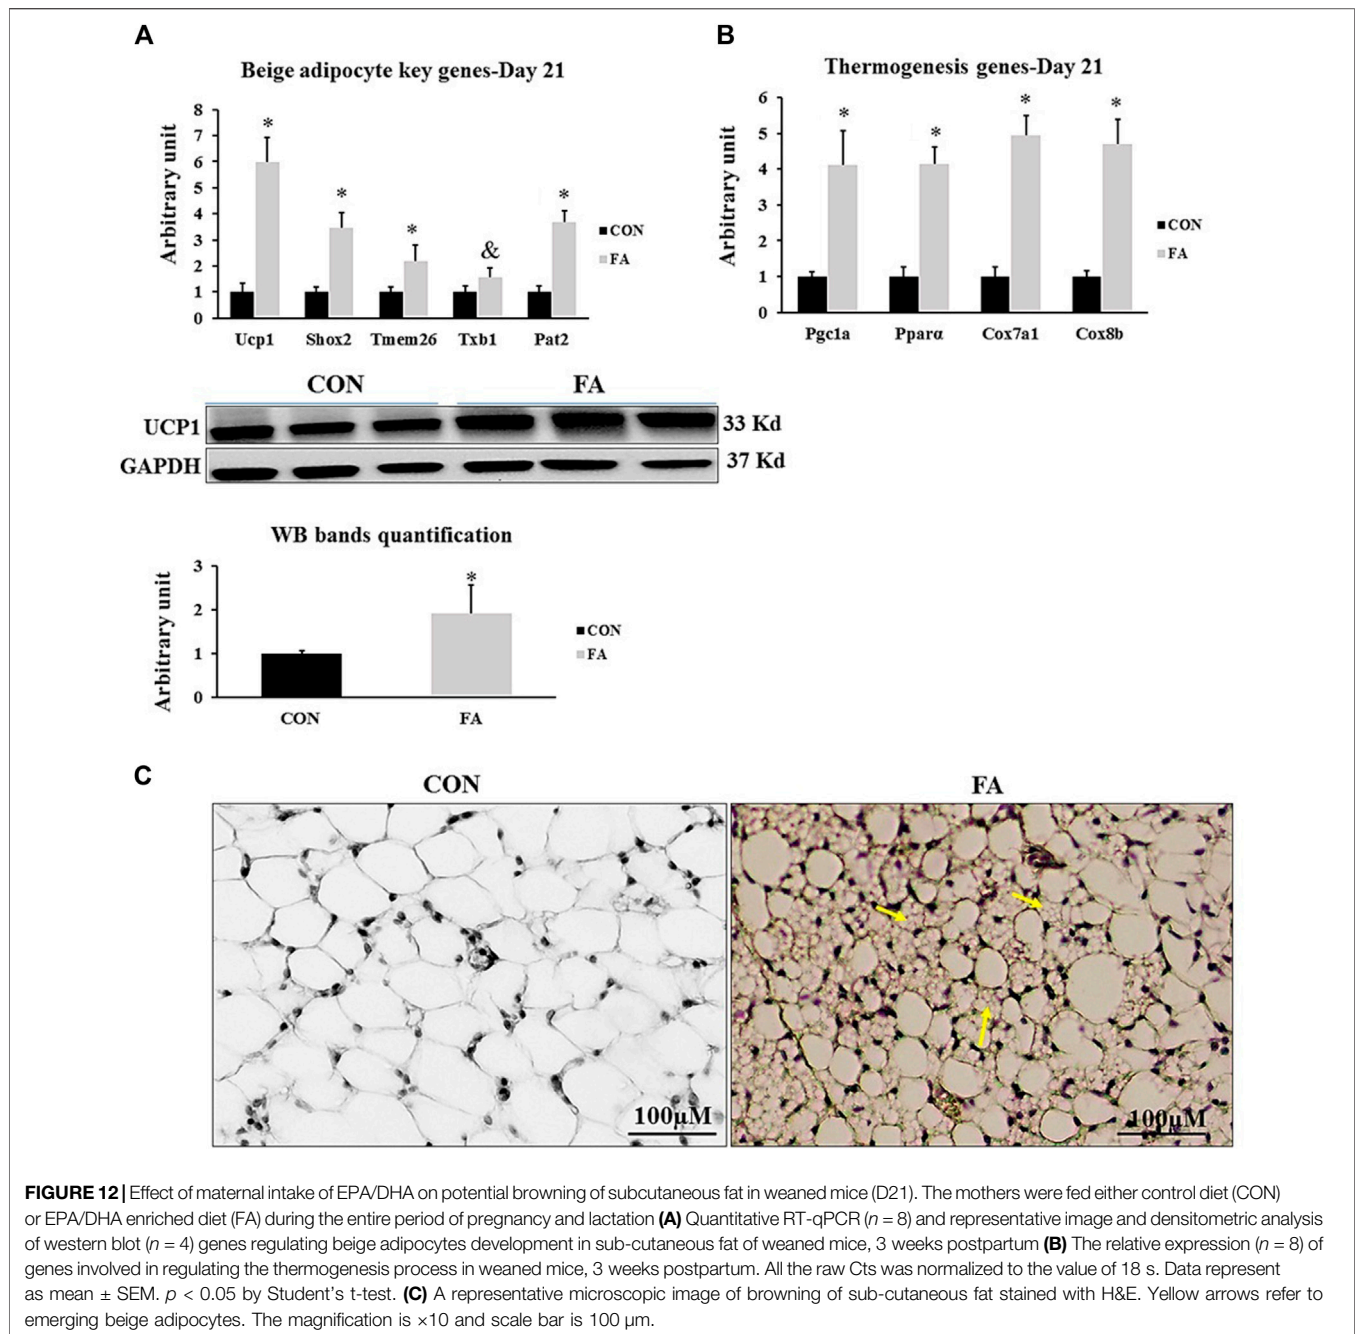 A
Beige adipocyte key genes-Day 21
Arbitrary unit
8
7
6
5
4
3
2
1
0
*
*
*
&
*
Ucp1 Shox2 Tmem26 Txb1 Pat2
CON
FA
B
Thermogenesis genes-Day 21
Arbitrary unit
6
5
4
3
2
1
0
*
*
*
*
Pgc1a Pparα Cox7a1 Cox8b
CON
FA
CON FA
UCP1 33 Kd
GAPDH 37 Kd
WB bands quantification
Arbitrary unit
3
2
1
0
*
CON FA
CON
FA
C
CON FA
100µM
100µM
FIGURE 12 | Effect of maternal intake of EPA/DHA on potential browning of subcutaneous fat in weaned mice (D21). The mothers were fed either control diet (CON)
or EPA/DHA enriched diet (FA) during the entire period of pregnancy and lactation (A) Quantitative RT-qPCR (n = 8) and representative image and densitometric analysis
of western blot (n = 4) genes regulating beige adipocytes development in sub-cutaneous fat of weaned mice, 3 weeks postpartum (B) The relative expression (n = 8) of
genes involved in regulating the thermogenesis process in weaned mice, 3 weeks postpartum. All the raw Cts was normalized to the value of 18 s. Data represent
as mean ± SEM. p < 0.05 by Student's t-test. (C) A representative microscopic image of browning of sub-cutaneous fat stained with H&E. Yellow arrows refer to
emerging beige adipocytes. The magnification is ×10 and scale bar is 100 µm.